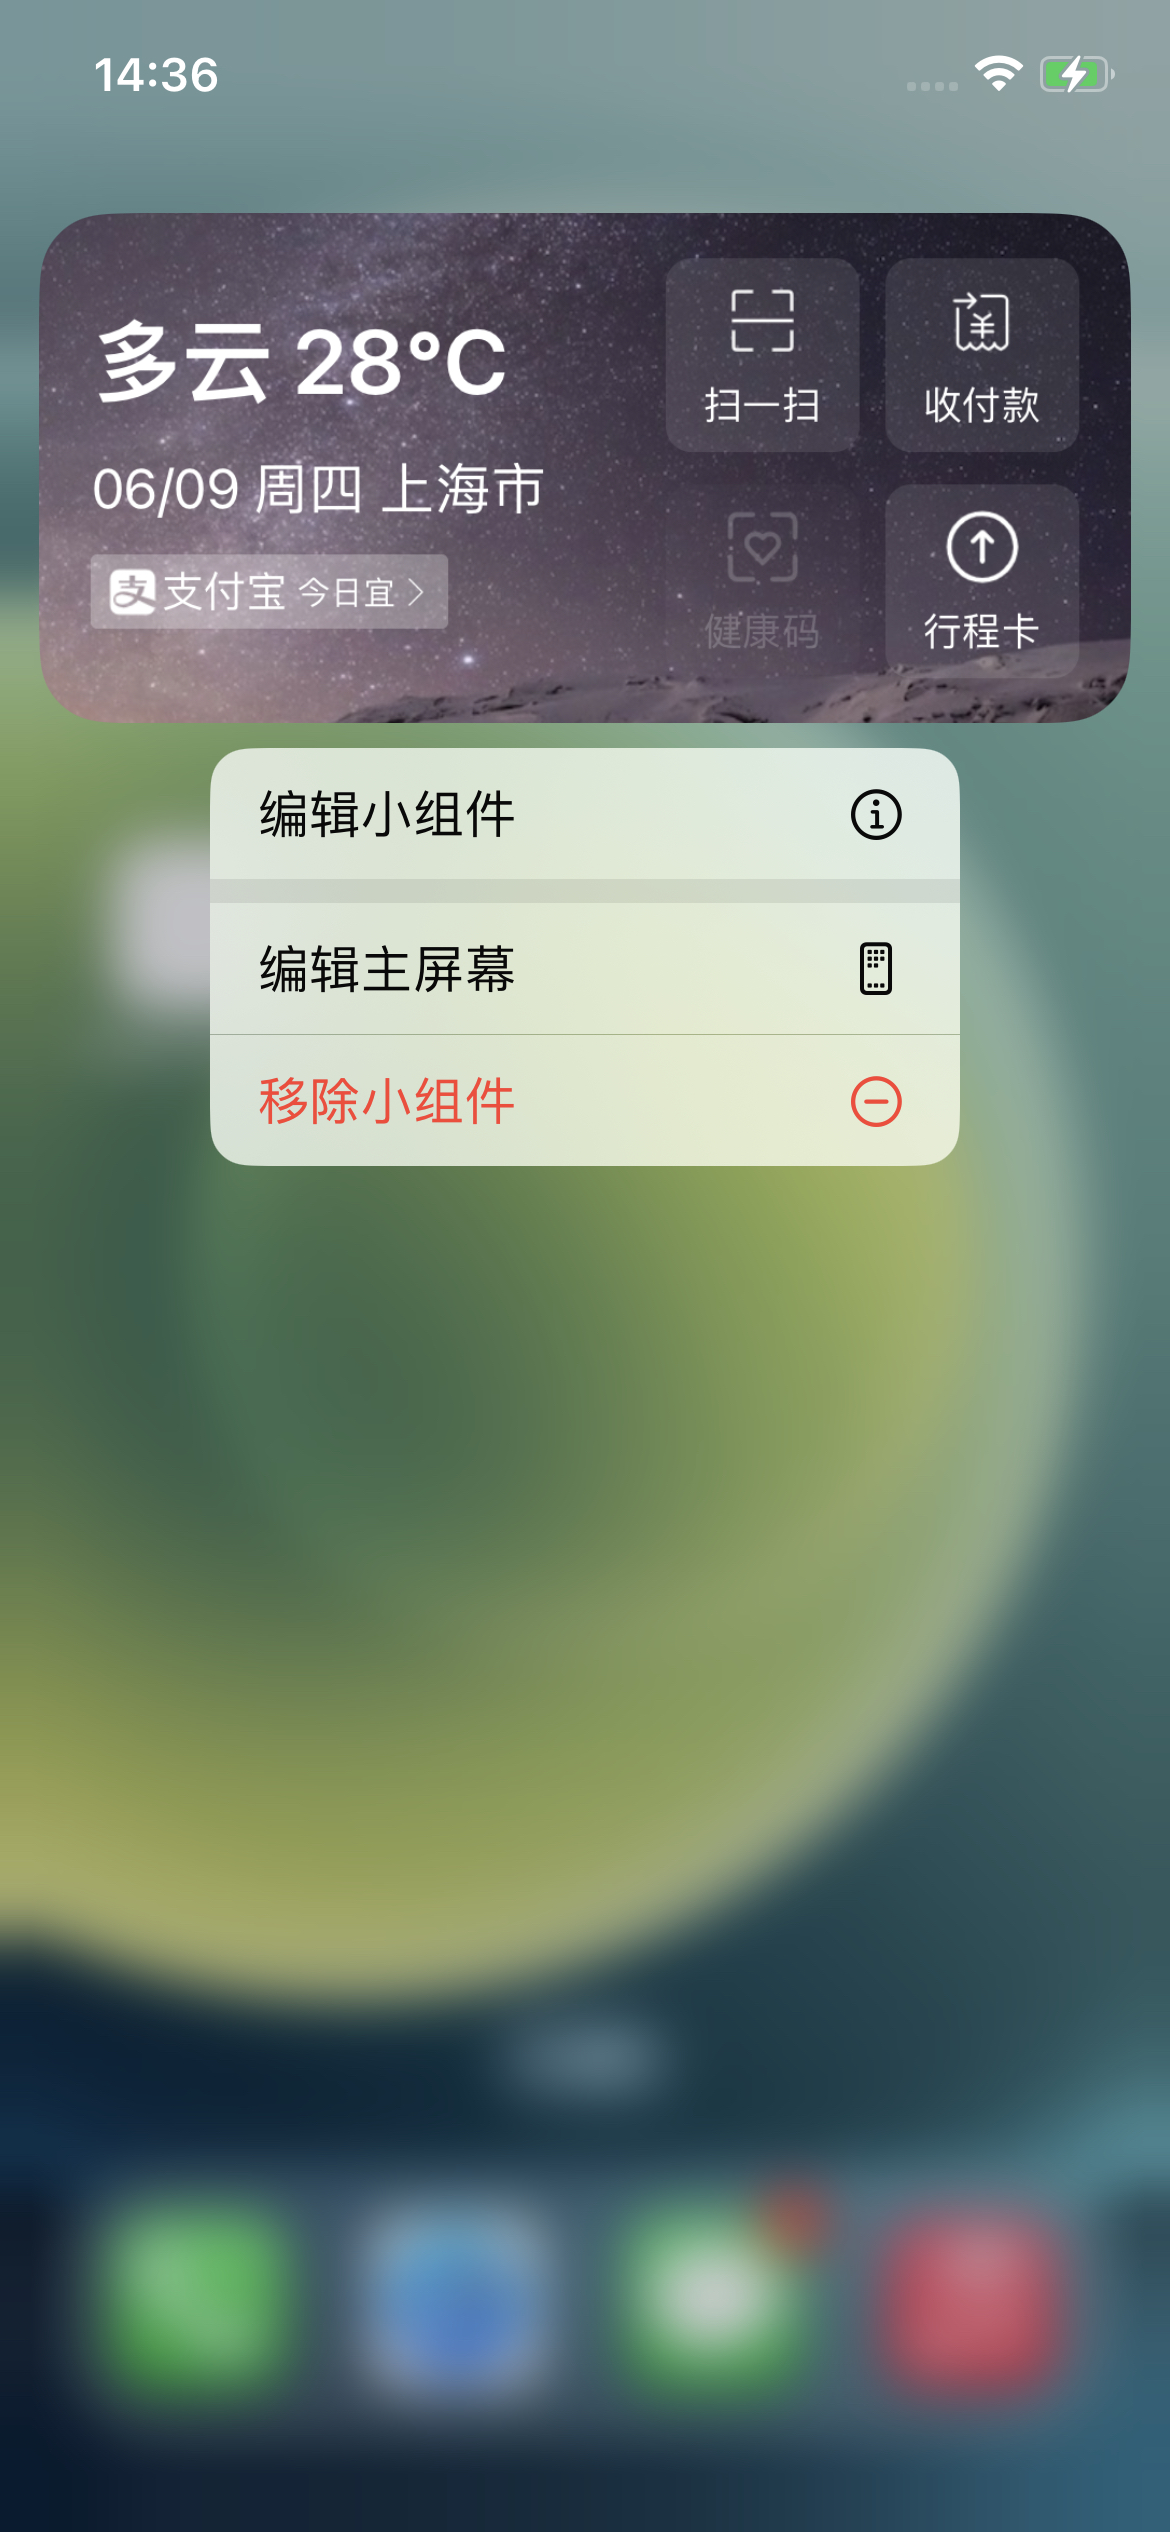 14:36
多云 28°C
06/09 周四 上海市
支 支付宝 今日宜
扫一扫
收付款
健康码
行程卡
编辑小组件
编辑主屏幕
移除小组件